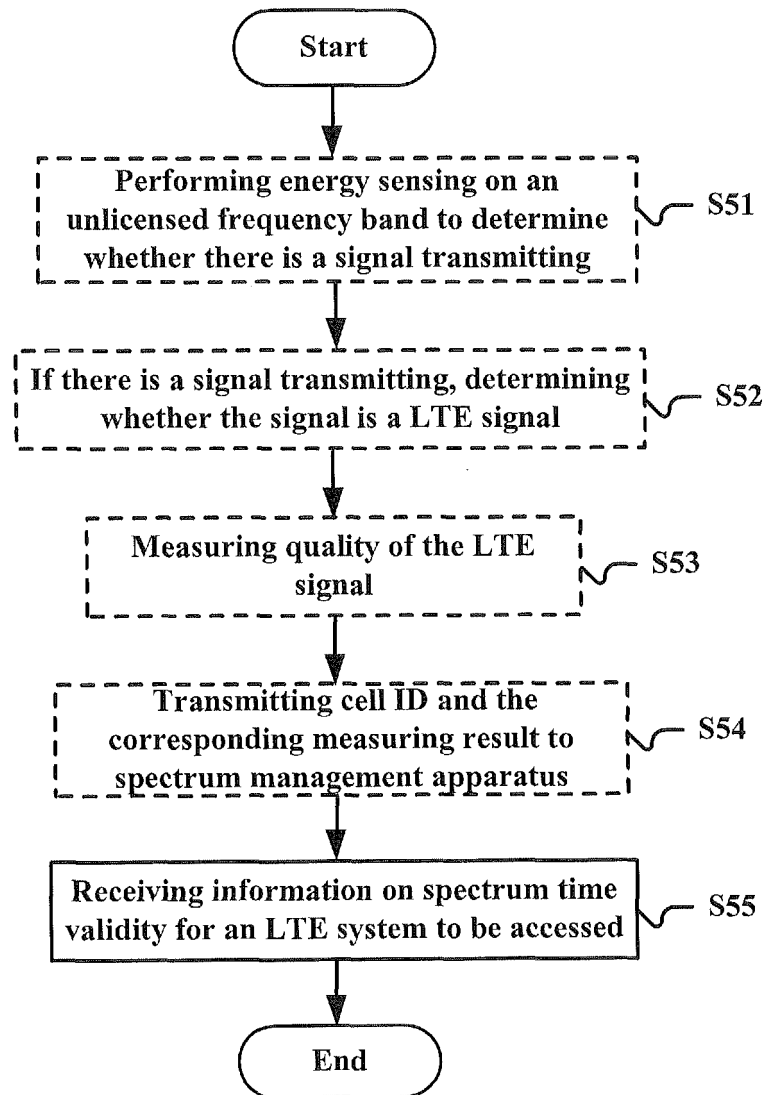 Start
Performing energy sensing on an
unlicensed frequency band to determine
whether there is a signal transmitting
S51
If there is a signal transmitting, determining
whether the signal is a LTE signal
S52
Measuring quality of the LTE
signal
S53
Transmitting cell ID and the
corresponding measuring result to
spectrum management apparatus
S54
Receiving information on spectrum time
validity for an LTE system to be accessed
S55
End